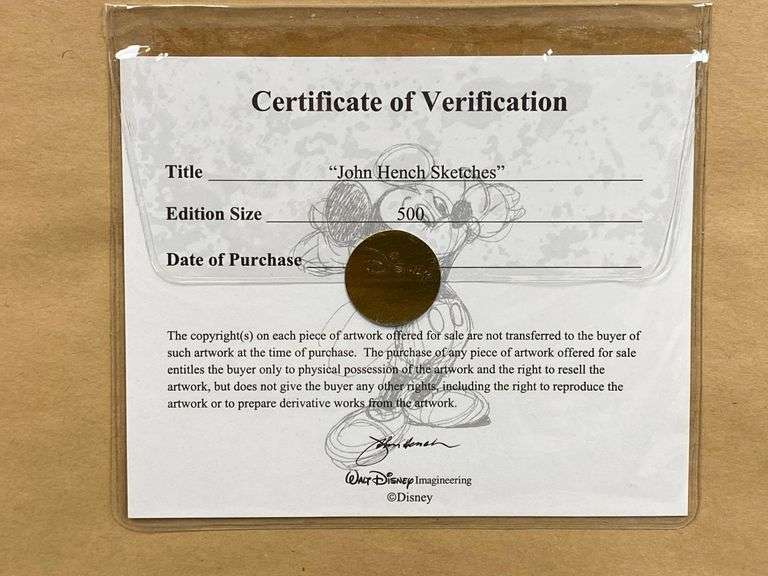 Certificate of Verification
Title "John Hench Sketches"
Edition Size 500
DISNEY
Date of Purchase
The copyright(s) on each piece of artwork offered for sale are not transferred to the buyer of
such artwork at the time of purchase. The purchase of any piece of artwork offered for sale
entitles the buyer only to physical possession of the artwork and the right to resell the
artwork, but does not give the buyer any other rights, including the right to reproduce the
artwork or to prepare derivative works from the artwork.
John Hench
WALT DISNEY Imagineering
©Disney